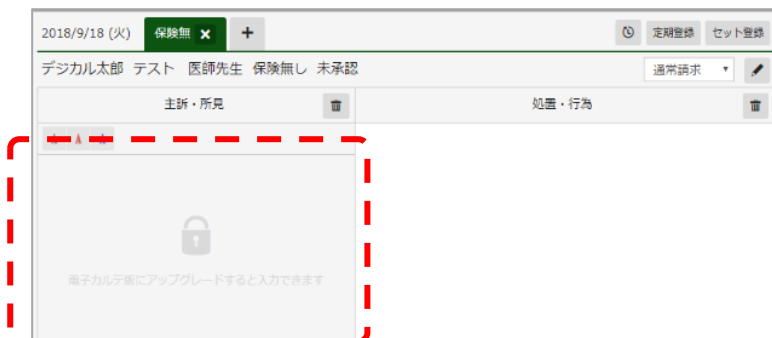 2018/9/18 (火) 保険無 × + 定期登録 セット登録
デジカル太郎 テスト 医師先生 保険無し 未承認 通常請求
主訴・所見 処置・行為
A A A
電子カルテ版にアップグレードすると入力できます